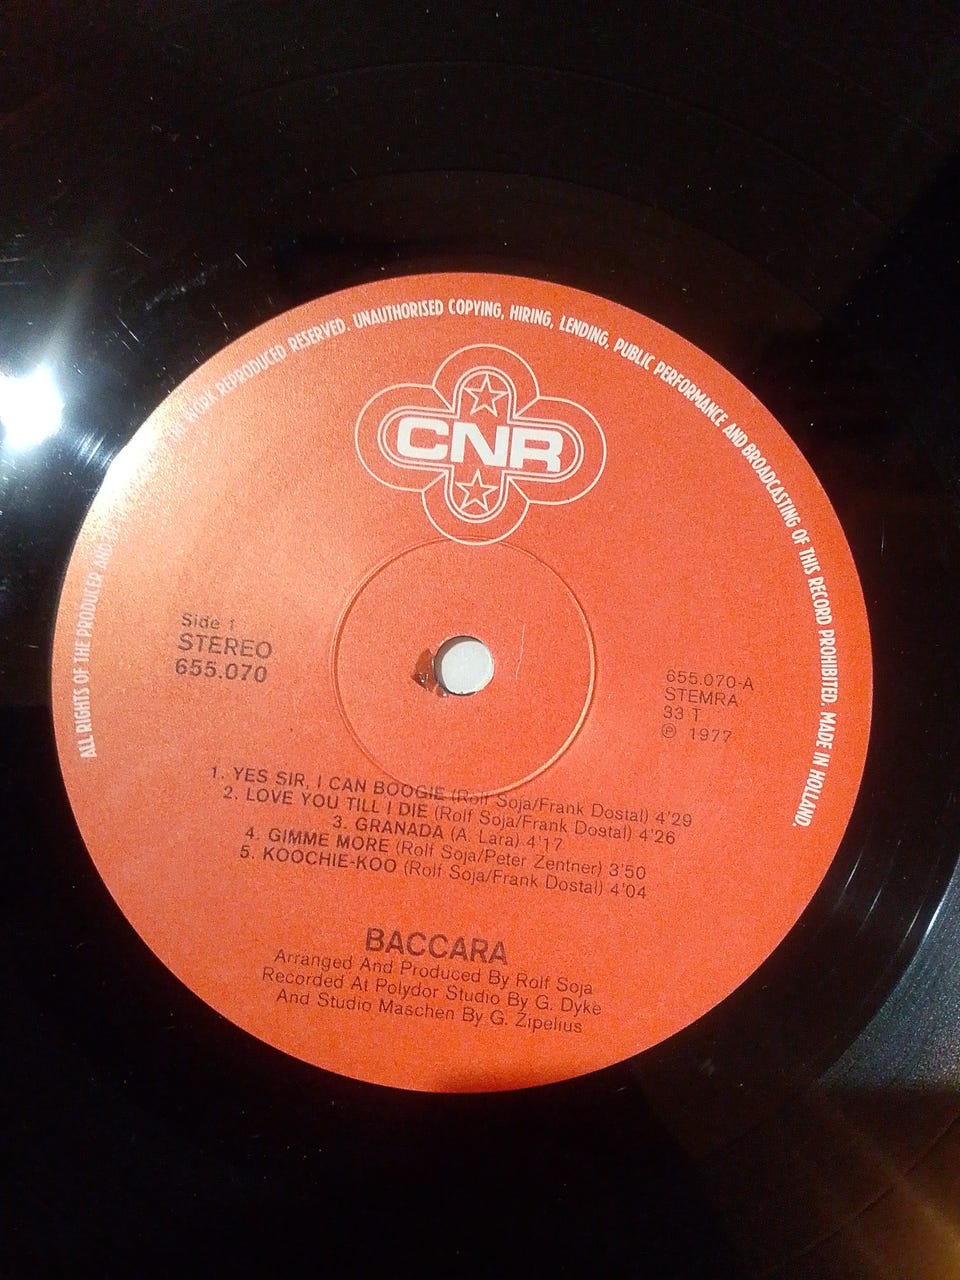 ALL RIGHTS OF THE PRODUCER AND WORK REPRODUCED RESERVED. UNAUTHORISED COPYING, HIRING, LENDING, PUBLIC PERFORMANCE AND BROADCASTING OF THIS RECORD PROHIBITED. MADE IN HOLLAND.
CNR
Side 1
STEREO
655.070
655.070-A
STEMRA
33 T
℗ 1977
1. YES SIR, I CAN BOOGIE (Rolf Soja/Frank Dostal) 4'29
2. LOVE YOU TILL I DIE (Rolf Soja/Frank Dostal) 4'26
3. GRANADA (A. Lara) 4'17
4. GIMME MORE (Rolf Soja/Peter Zentner) 3'50
5. KOOCHIE-KOO (Rolf Soja/Frank Dostal) 4'04
BACCARA
Arranged And Produced By Rolf Soja
Recorded At Polydor Studio By G. Dyke
And Studio Maschen By G. Zipelius